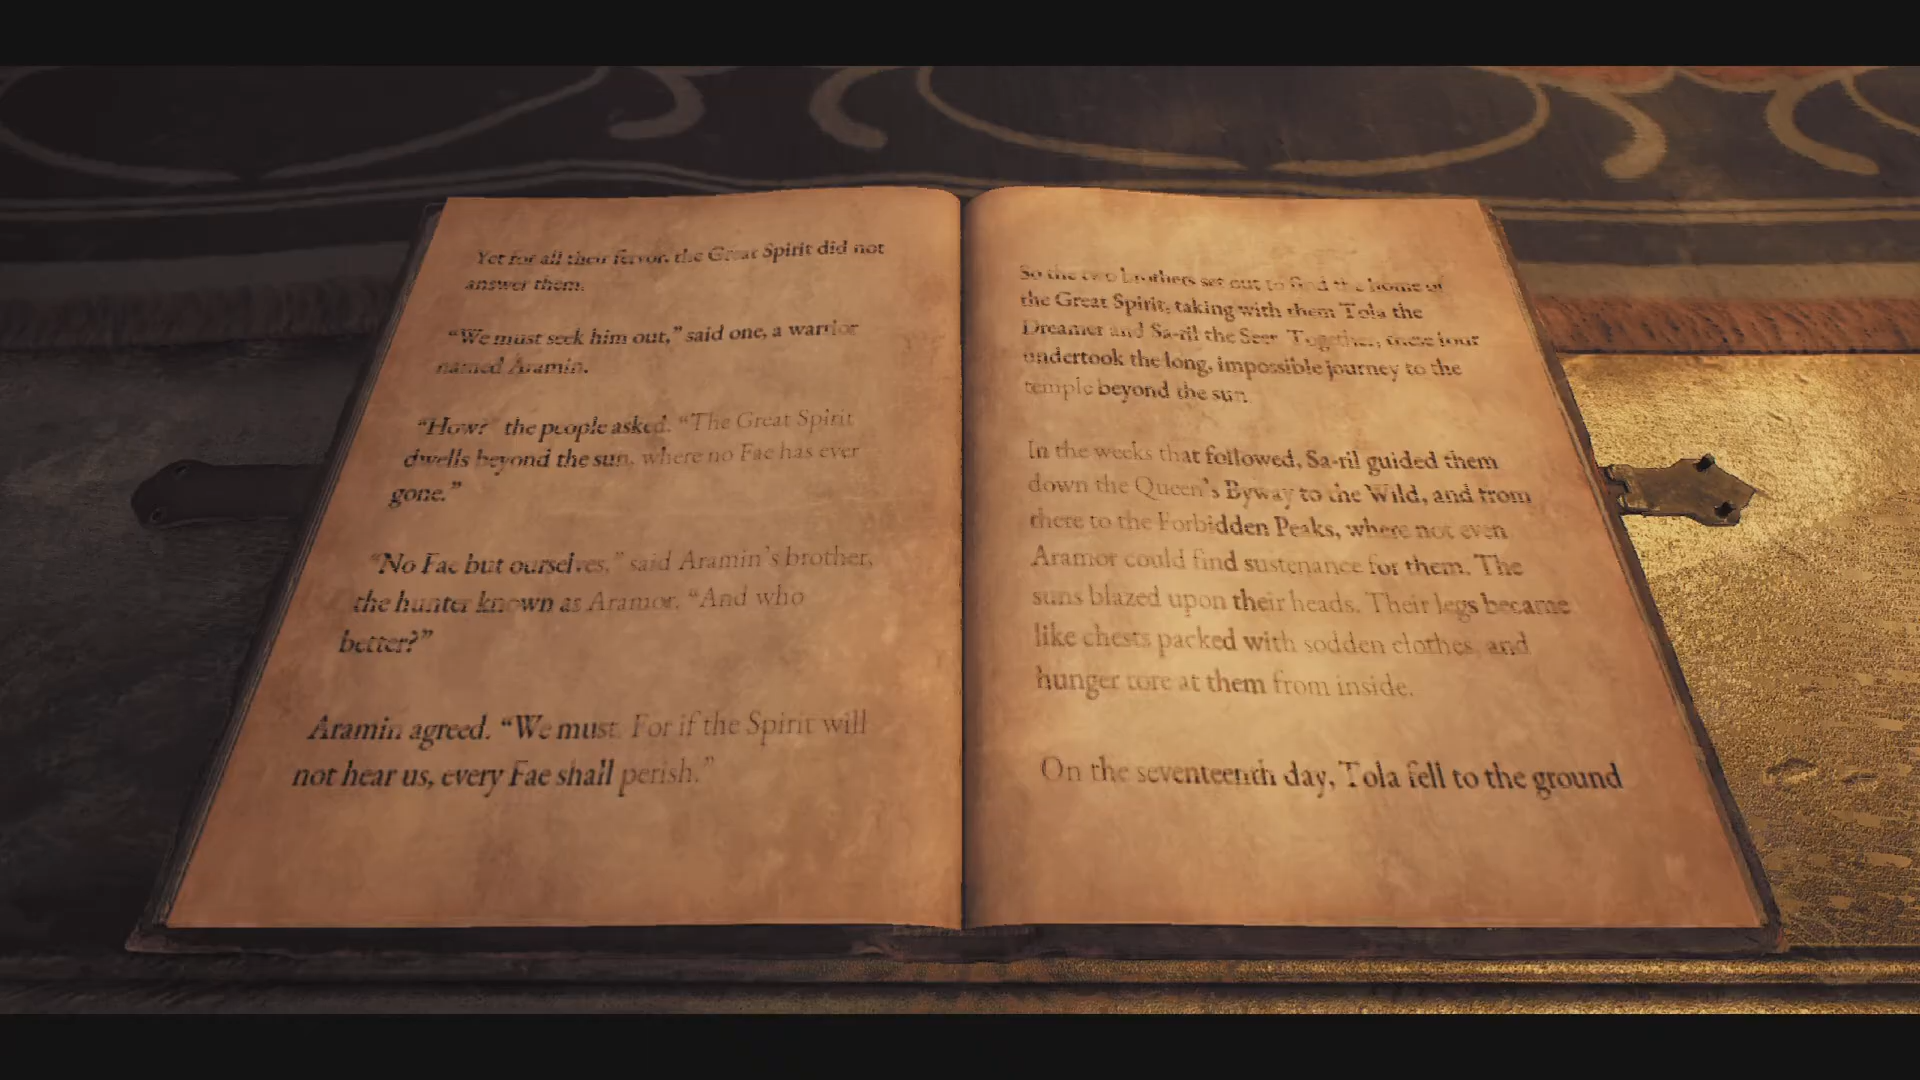 Yet for all their fervor, the Great Spirit did not
answer them.
“We must seek him out,” said one, a warrior
named Aramin.
“How?” the people asked. “The Great Spirit
dwells beyond the sun, where no Fae has ever
gone.”
“No Fae but ourselves,” said Aramin’s brother,
the hunter known as Aramor. “And who
better?”
Aramin agreed. “We must. For if the Spirit will
not hear us, every Fae shall perish.”
So the two brothers set out to find the home of
the Great Spirit, taking with them Tola the
Dreamer and Sa-ril the Seer. Together, these four
undertook the long, impossible journey to the
temple beyond the sun.
In the weeks that followed, Sa-ril guided them
down the Queen’s Byway to the Wild, and from
there to the Forbidden Peaks, where not even
Aramor could find sustenance for them. The
suns blazed upon their heads. Their legs became
like chests packed with sodden clothes, and
hunger tore at them from inside.
On the seventeenth day, Tola fell to the ground